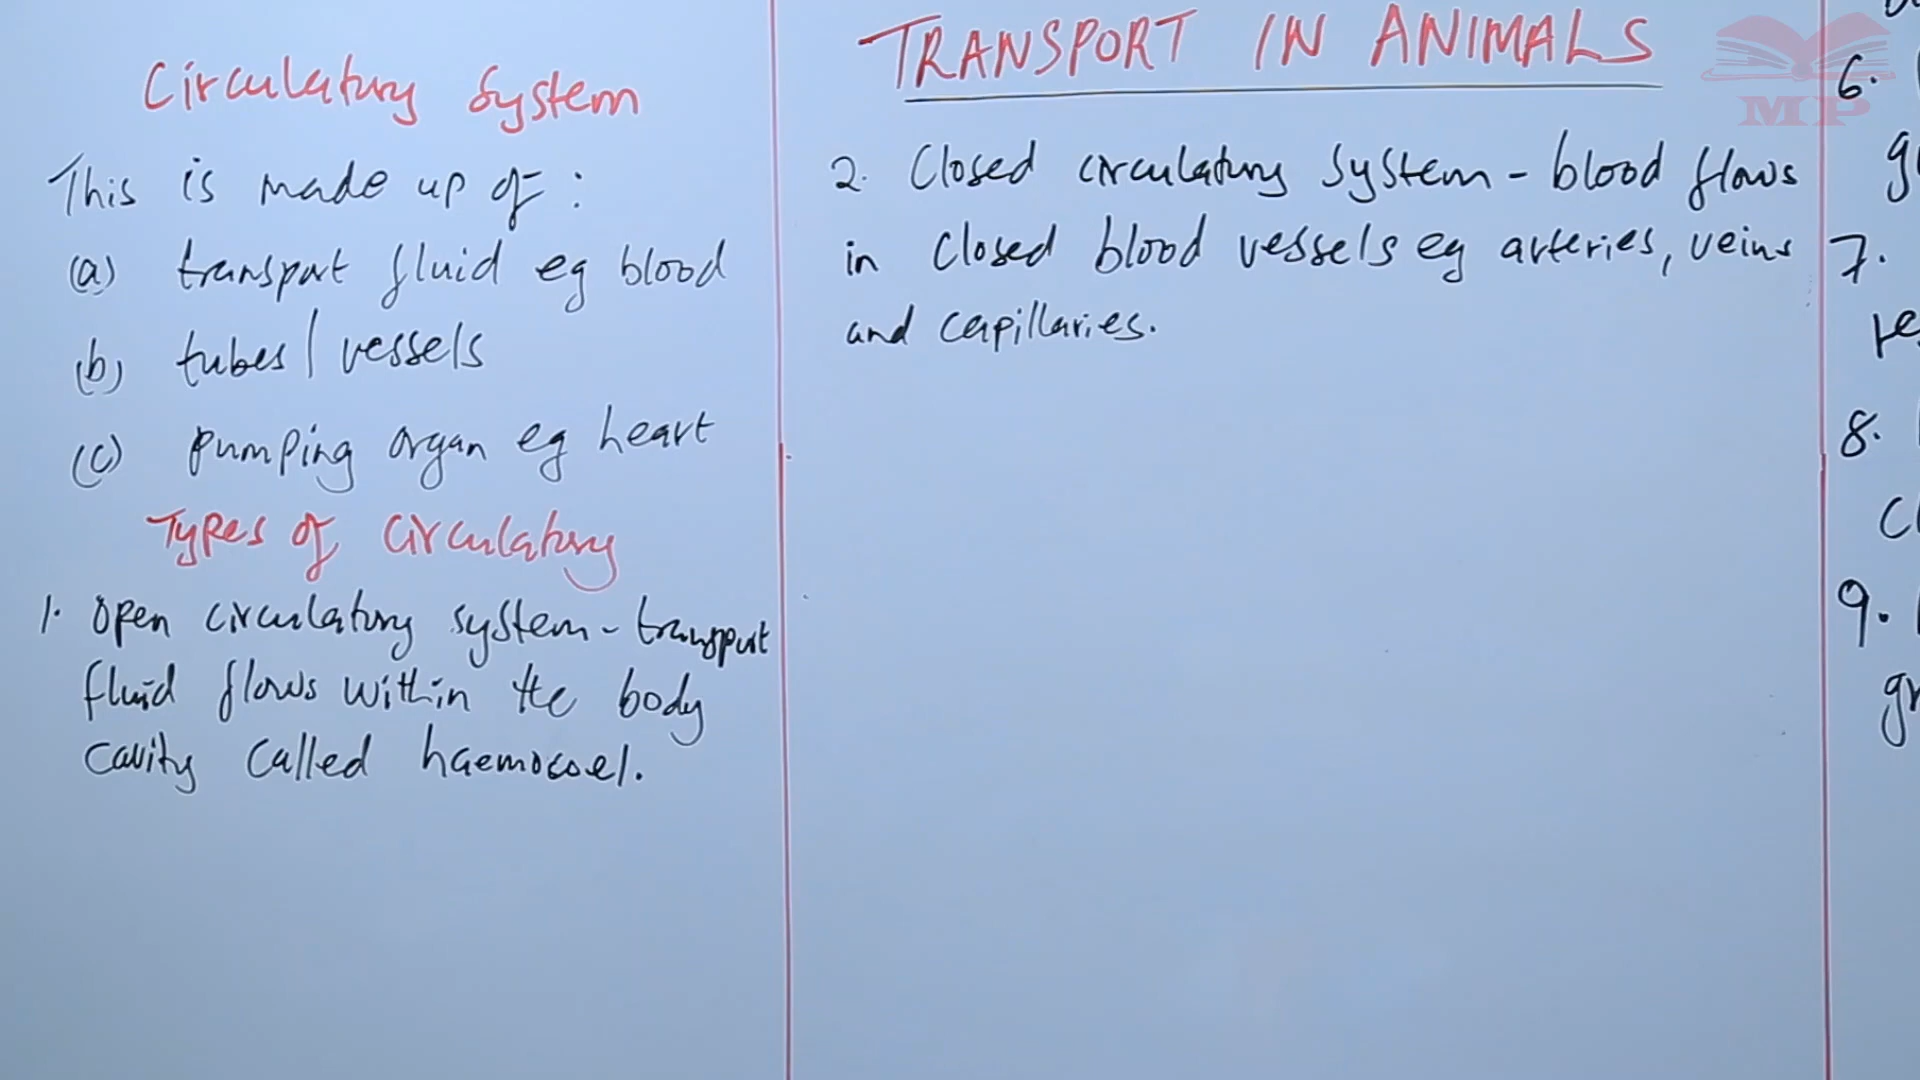 TRANSPORT IN ANIMALS
Circulatory System
This is made up of :
(a) transport fluid eg blood
(b) tubes/vessels
(c) pumping organ eg heart
Types of circulatory
1. Open circulatory system - transport
fluid flows within the body
cavity called haemocoel.
2. Closed circulatory system - blood flows
in closed blood vessels eg arteries, veins
and capillaries.
6.
7.
8.
9.
MP